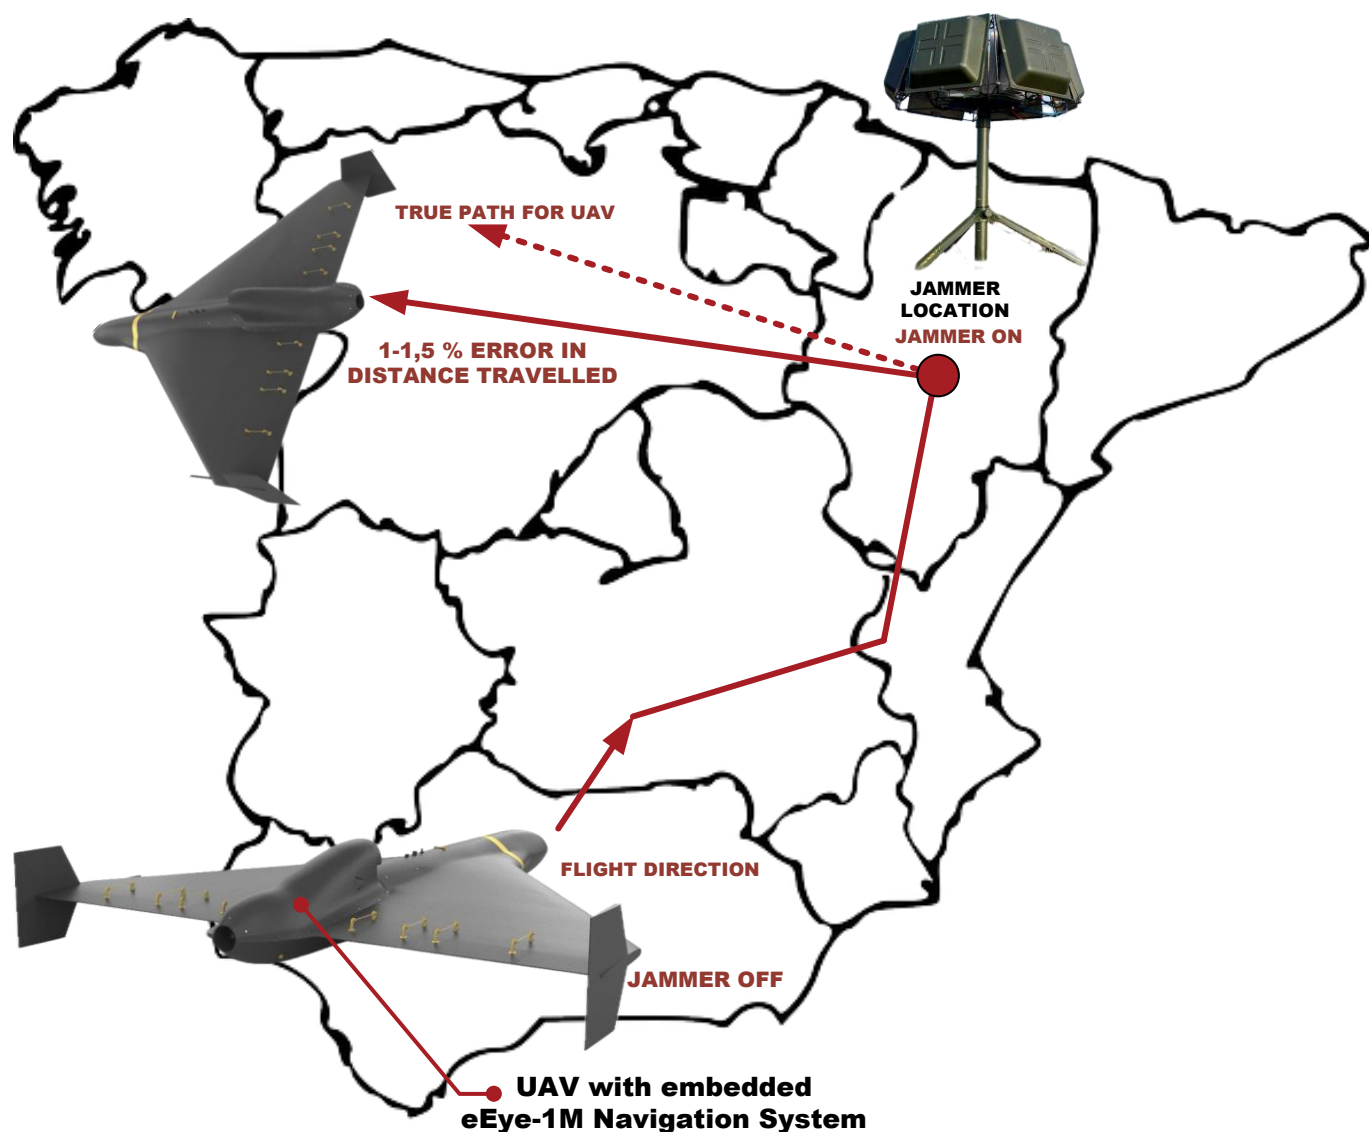 TRUE PATH FOR UAV
JAMMER
LOCATION
JAMMER ON
1-1,5 % ERROR IN
DISTANCE TRAVELLED
FLIGHT DIRECTION
JAMMER OFF
UAV with embedded
eEye-1M Navigation System